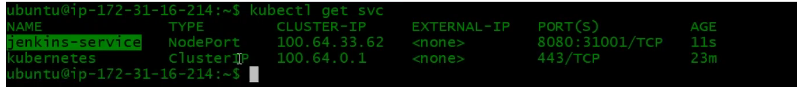 ubuntu@ip-172-31-16-214:~$ kubectl get svc
NAME TYPE CLUSTER-IP EXTERNAL-IP PORT(S) AGE
jenkins-service NodePort 100.64.33.62 <none> 8080:31001/TCP 11s
kubernetes ClusterIP 100.64.0.1 <none> 443/TCP 23m
ubuntu@ip-172-31-16-214:~$